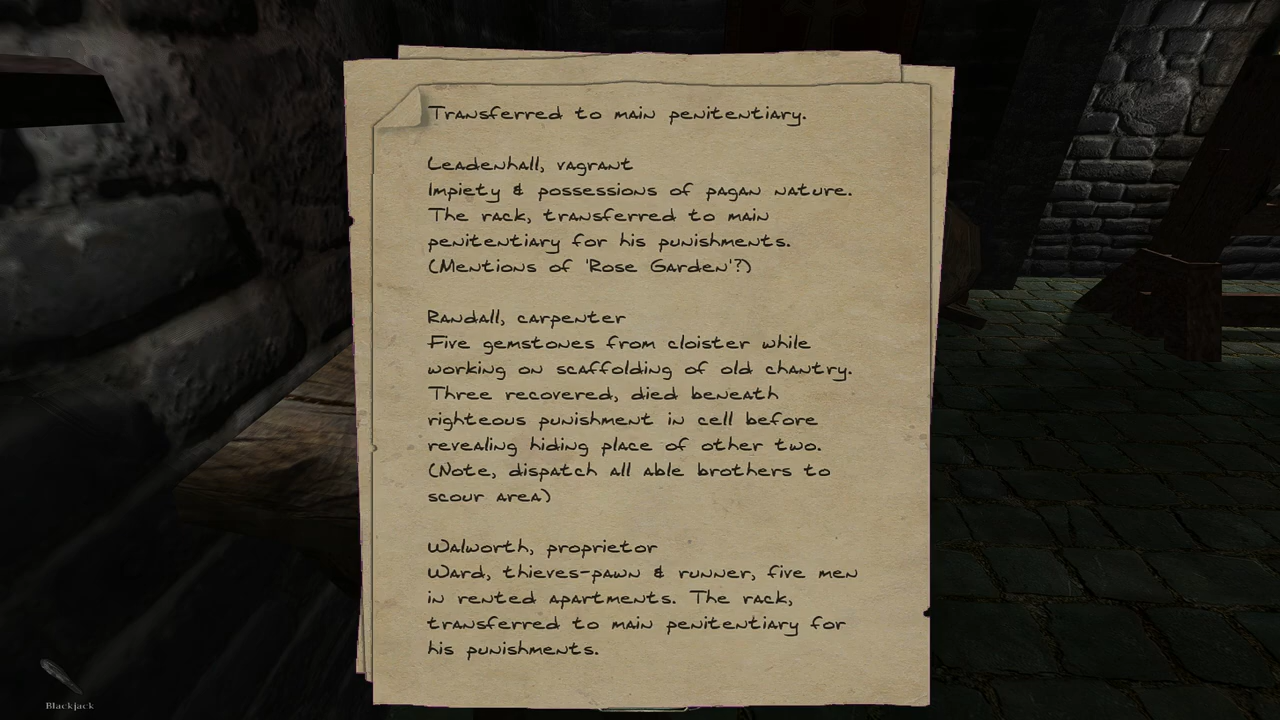 Transferred to main penitentiary.
Leadenhall, vagrant
Impiety & possessions of pagan nature.
The rack, transferred to main
penitentiary for his punishments.
(Mentions of 'Rose Garden'?)
Randall, carpenter
Five gemstones from cloister while
working on scaffolding of old chantry.
Three recovered, died beneath
righteous punishment in cell before
revealing hiding place of other two.
(Note, dispatch all able brothers to
scour area)
Walworth, proprietor
Ward, thieves-pawn & runner, five men
in rented apartments. The rack,
transferred to main penitentiary for
his punishments.
Blackjack